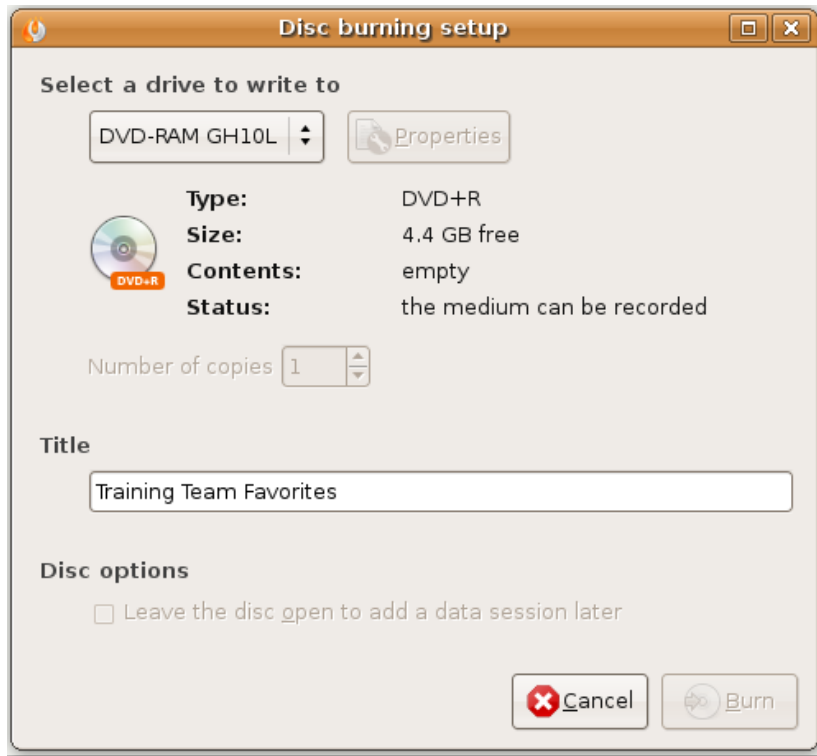 Disc burning setup
Select a drive to write to
DVD-RAM GH10L Properties
Type: DVD+R
Size: 4.4 GB free
Contents: empty
Status: the medium can be recorded
DVD+R
Number of copies 1
Title
Training Team Favorites
Disc options
Leave the disc open to add a data session later
Cancel Burn